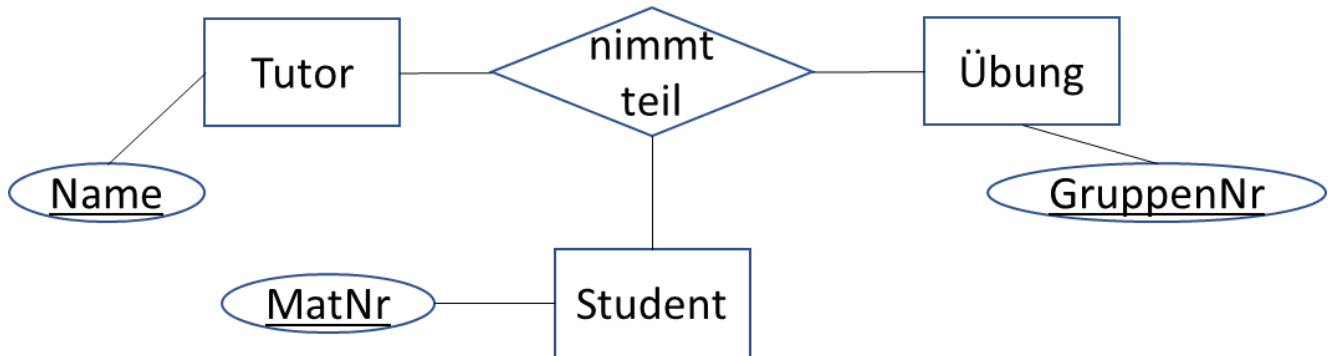 nimmt
teil
Tutor
Übung
Name
GruppenNr
MatNr
Student